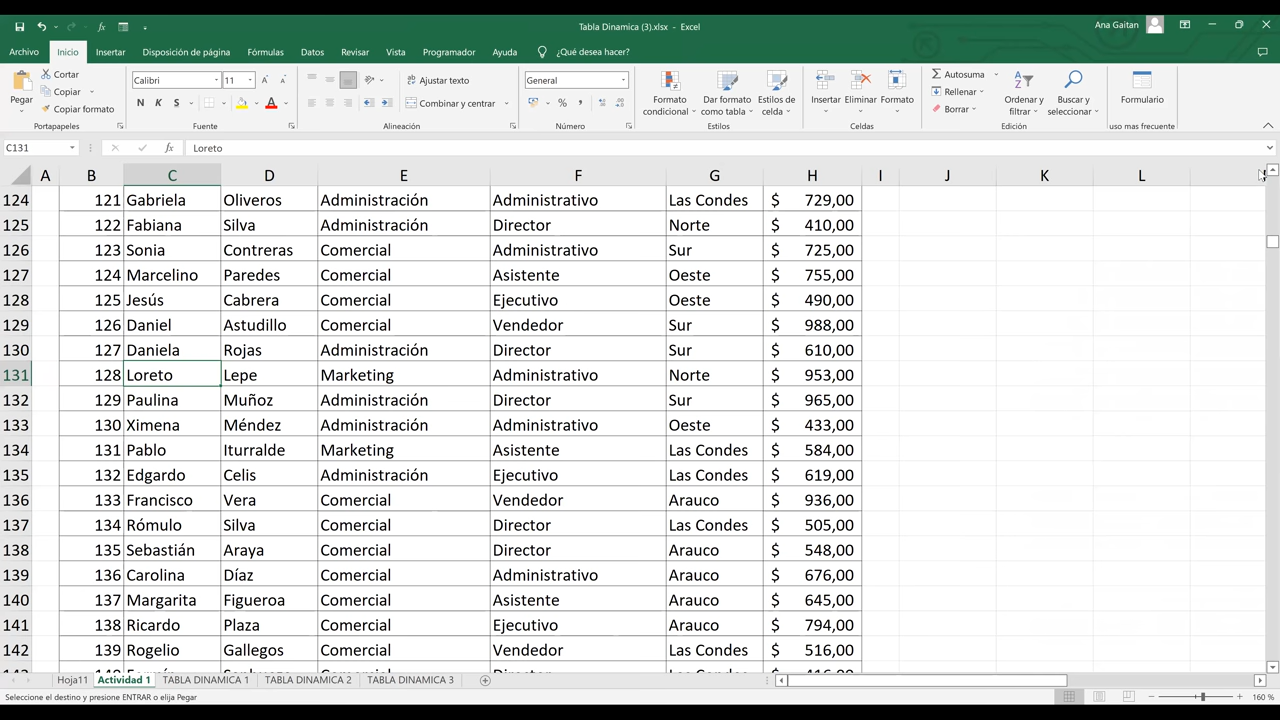 Tabla Dinamica (3).xlsx - Excel
Ana Gaitan
Archivo Inicio Insertar Disposición de página Fórmulas Datos Revisar Vista Programador Ayuda ¿Qué desea hacer?
Pegar
Cortar
Copiar
Copiar formato
Portapapeles
Calibri 11
N K S
Fuente
Ajustar texto
Combinar y centrar
Alineación
General
% 000
Número
Formato condicional
Dar formato como tabla
Estilos de celda
Estilos
Insertar
Eliminar
Formato
Celdas
Autosuma
Rellenar
Borrar
Ordenar y filtrar
Buscar y seleccionar
Edición
Formulario
uso mas frecuente
C131 fx Loreto
A B C D E F G H I J K L
124 121 Gabriela Oliveros Administración Administrativo Las Condes $ 729,00
125 122 Fabiana Silva Administración Director Norte $ 410,00
126 123 Sonia Contreras Comercial Administrativo Sur $ 725,00
127 124 Marcelino Paredes Comercial Asistente Oeste $ 755,00
128 125 Jesús Cabrera Comercial Ejecutivo Oeste $ 490,00
129 126 Daniel Astudillo Comercial Vendedor Sur $ 988,00
130 127 Daniela Rojas Administración Director Sur $ 610,00
131 128 Loreto Lepe Marketing Administrativo Norte $ 953,00
132 129 Paulina Muñoz Administración Director Sur $ 965,00
133 130 Ximena Méndez Administración Administrativo Oeste $ 433,00
134 131 Pablo Iturralde Marketing Asistente Las Condes $ 584,00
135 132 Edgardo Celis Administración Ejecutivo Las Condes $ 619,00
136 133 Francisco Vera Comercial Vendedor Arauco $ 936,00
137 134 Rómulo Silva Comercial Director Las Condes $ 505,00
138 135 Sebastián Araya Comercial Director Arauco $ 548,00
139 136 Carolina Díaz Comercial Administrativo Arauco $ 676,00
140 137 Margarita Figueroa Comercial Asistente Arauco $ 645,00
141 138 Ricardo Plaza Comercial Ejecutivo Arauco $ 794,00
142 139 Rogelio Gallegos Comercial Vendedor Las Condes $ 516,00
Hoja11 Actividad 1 TABLA DINAMICA 1 TABLA DINAMICA 2 TABLA DINAMICA 3
Seleccione el destino y presione ENTRAR o elija Pegar
160 %